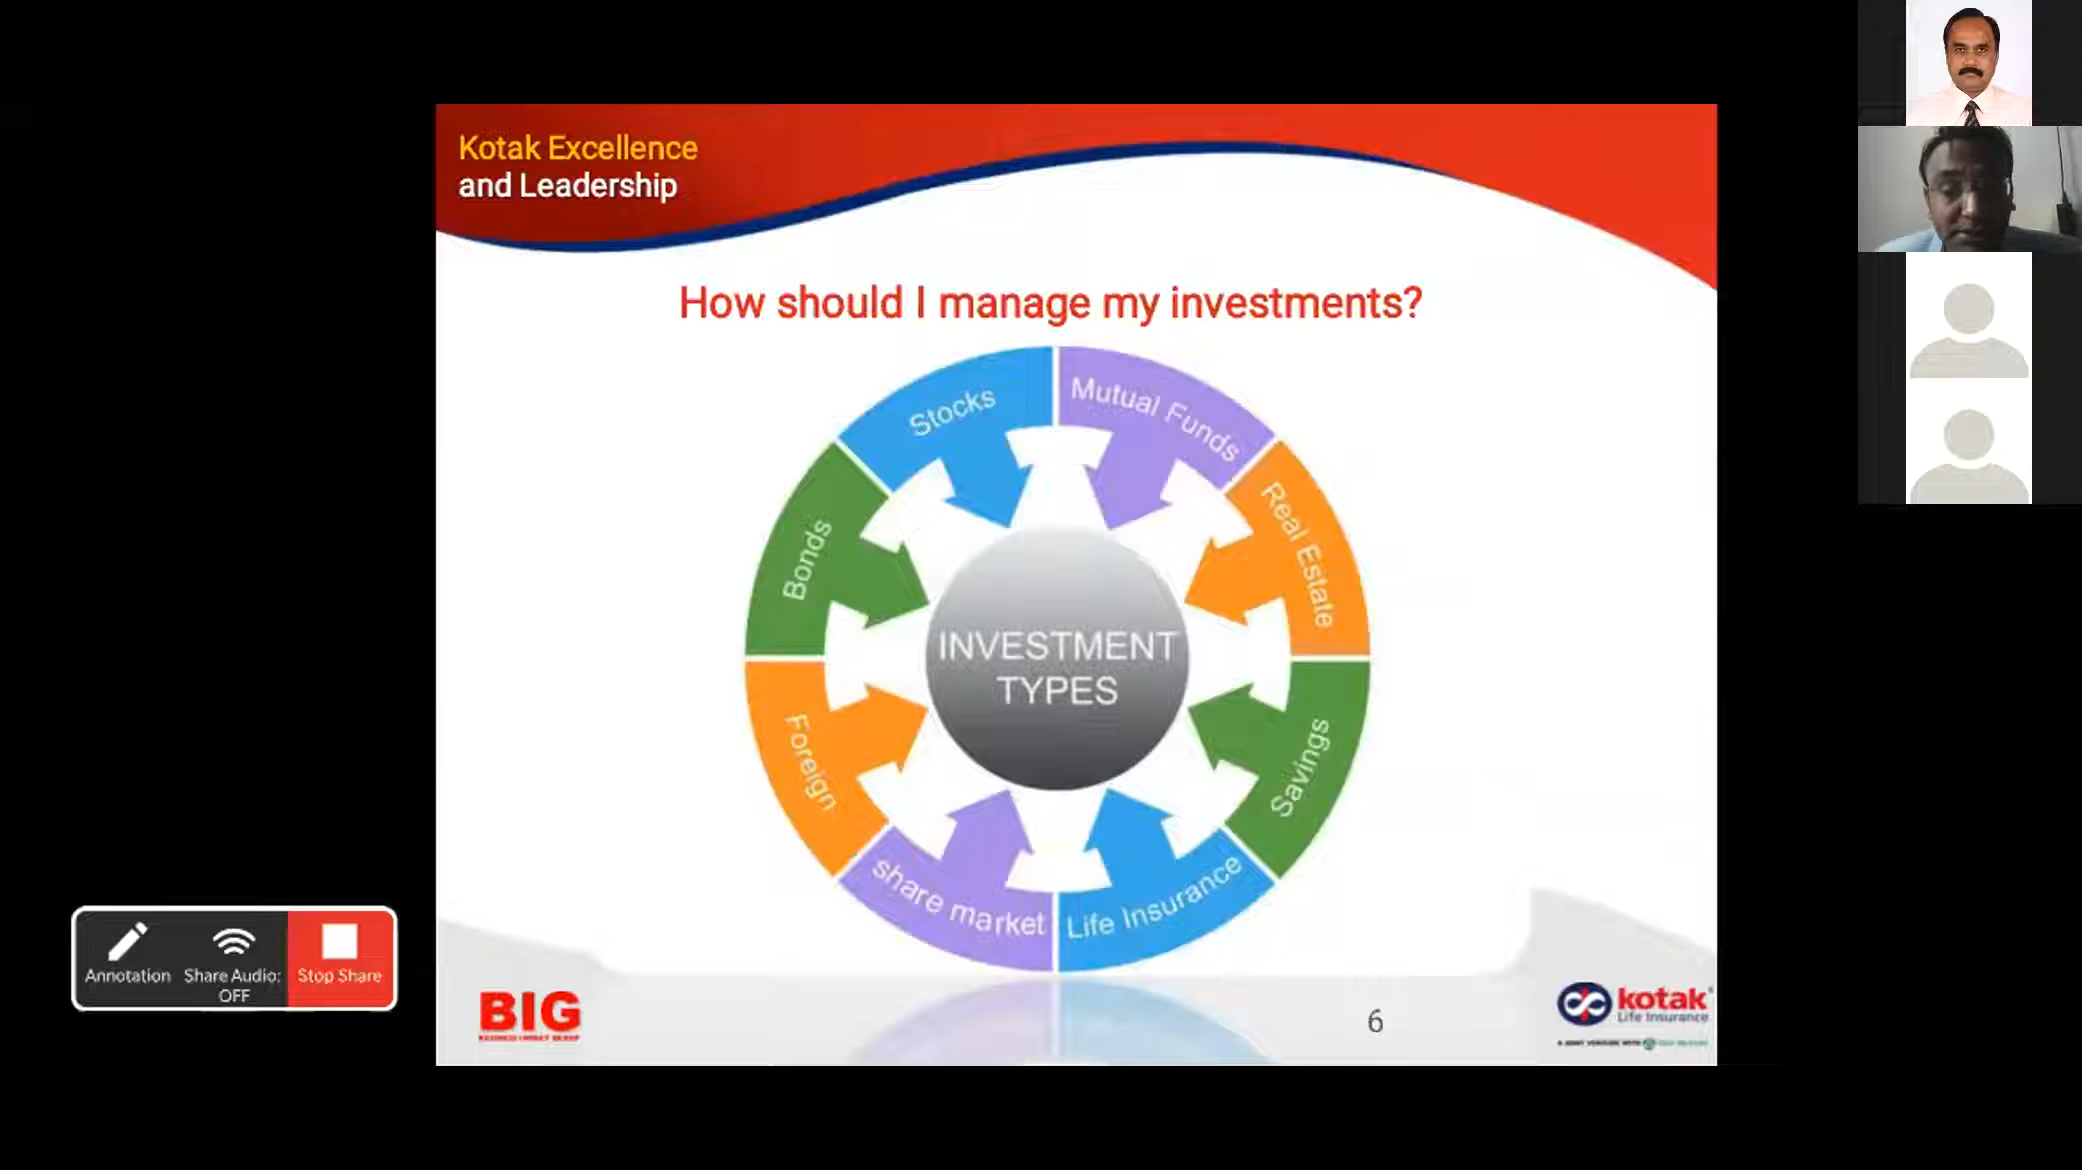 Kotak Excellence
and Leadership
How should I manage my investments?
Stocks
Mutual Funds
Bonds
Real Estate
INVESTMENT
TYPES
Foreign
Savings
share market
Life Insurance
Annotation
Share Audio:
OFF
Stop Share
BIG
6
kotak
Life Insurance